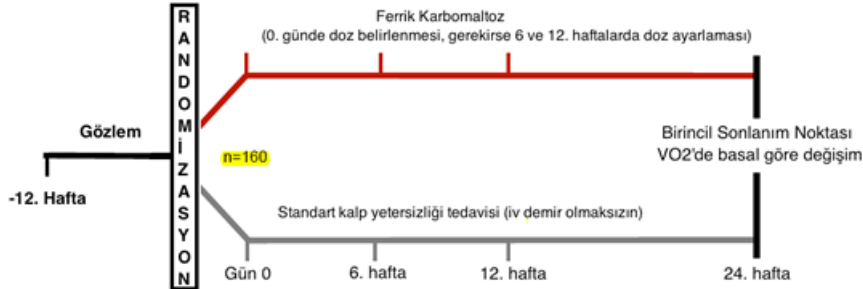 Ferrik Karbomaltoz
(0. günde doz belirlenmesi, gerekirse 6 ve 12. haftalarda doz ayarlaması)
RANDOMİZASYON
Gözlem
-12. Hafta
n=160
Birincil Sonlanım Noktası
VO2'de basal göre değişim
Standart kalp yetersizliği tedavisi (iv demir olmaksızın)
Gün 0
6. hafta
12. hafta
24. hafta